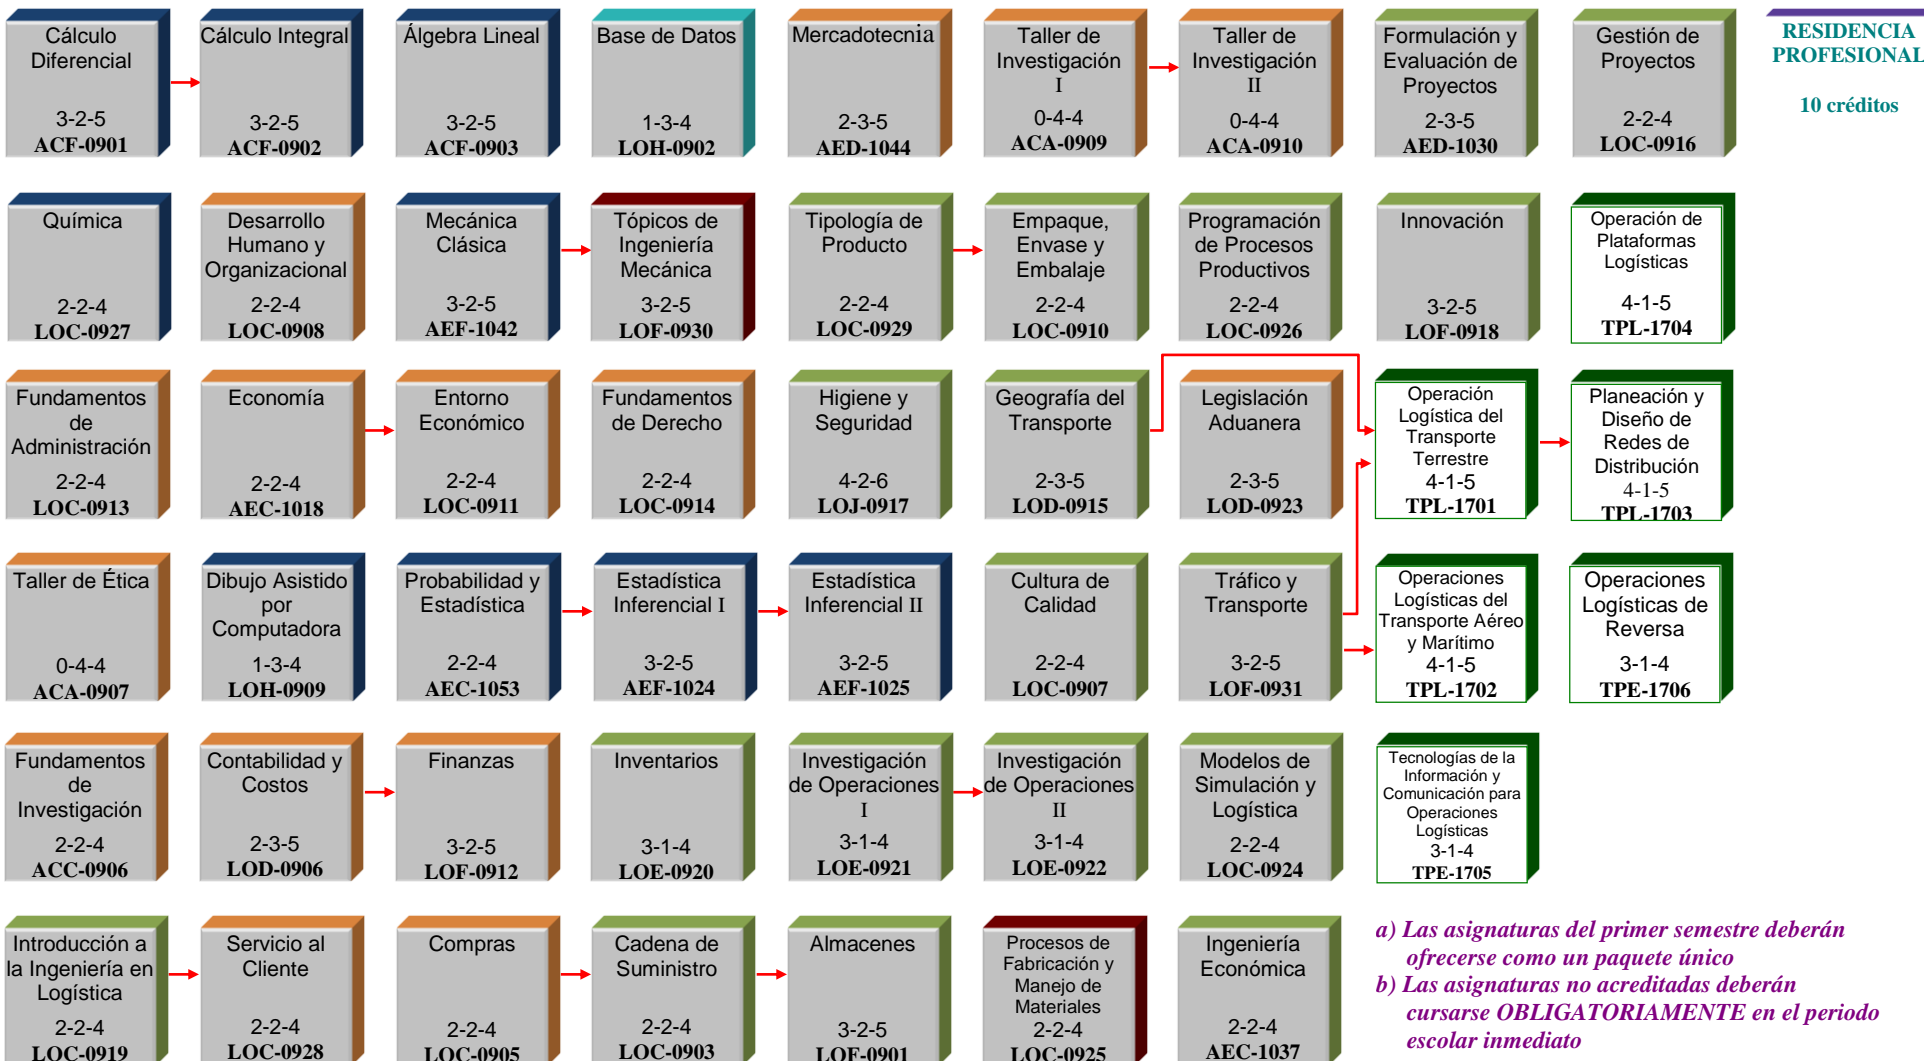 Cálculo
Diferencial
3-2-5
ACF-0901
Cálculo Integral
3-2-5
ACF-0902
Álgebra Lineal
3-2-5
ACF-0903
Base de Datos
1-3-4
LOH-0902
Mercadotecnia
2-3-5
AED-1044
Taller de
Investigación
I
0-4-4
ACA-0909
Taller de
Investigación
II
0-4-4
ACA-0910
Formulación y
Evaluación de
Proyectos
2-3-5
AED-1030
Gestión de
Proyectos
2-2-4
LOC-0916
RESIDENCIA
PROFESIONAL
10 créditos
Química
2-2-4
LOC-0927
Desarrollo
Humano y
Organizacional
2-2-4
LOC-0908
Mecánica
Clásica
3-2-5
AEF-1042
Tópicos de
Ingeniería
Mecánica
3-2-5
LOF-0930
Tipología de
Producto
2-2-4
LOC-0929
Empaque,
Envase y
Embalaje
2-2-4
LOC-0910
Programación
de Procesos
Productivos
2-2-4
LOC-0926
Innovación
3-2-5
LOF-0918
Operación de
Plataformas
Logísticas
4-1-5
TPL-1704
Fundamentos
de
Administración
2-2-4
LOC-0913
Economía
2-2-4
AEC-1018
Entorno
Económico
2-2-4
LOC-0911
Fundamentos
de Derecho
2-2-4
LOC-0914
Higiene y
Seguridad
4-2-6
LOJ-0917
Geografía del
Transporte
2-3-5
LOD-0915
Legislación
Aduanera
2-3-5
LOD-0923
Operación
Logística del
Transporte
Terrestre
4-1-5
TPL-1701
Planeación y
Diseño de
Redes de
Distribución
4-1-5
TPL-1703
Taller de Ética
0-4-4
ACA-0907
Dibujo Asistido
por
Computadora
1-3-4
LOH-0909
Probabilidad y
Estadística
2-2-4
AEC-1053
Estadística
Inferencial I
3-2-5
AEF-1024
Estadística
Inferencial II
3-2-5
AEF-1025
Cultura de
Calidad
2-2-4
LOC-0907
Tráfico y
Transporte
3-2-5
LOF-0931
Operaciones
Logísticas del
Transporte Aéreo
y Marítimo
4-1-5
TPL-1702
Operaciones
Logísticas de
Reversa
3-1-4
TPE-1706
Fundamentos
de
Investigación
2-2-4
ACC-0906
Contabilidad y
Costos
2-3-5
LOD-0906
Finanzas
3-2-5
LOF-0912
Inventarios
3-1-4
LOE-0920
Investigación
de Operaciones
I
3-1-4
LOE-0921
Investigación
de Operaciones
II
3-1-4
LOE-0922
Modelos de
Simulación y
Logística
2-2-4
LOC-0924
Tecnologías de la
Información y
Comunicación para
Operaciones
Logísticas
3-1-4
TPE-1705
Introducción a
la Ingeniería en
Logística
2-2-4
LOC-0919
Servicio al
Cliente
2-2-4
LOC-0928
Compras
2-2-4
LOC-0905
Cadena de
Suministro
2-2-4
LOC-0903
Almacenes
3-2-5
LOF-0901
Procesos de
Fabricación y
Manejo de
Materiales
2-2-4
LOC-0925
Ingeniería
Económica
2-2-4
AEC-1037
a) Las asignaturas del primer semestre deberán
ofrecerse como un paquete único
b) Las asignaturas no acreditadas deberán
cursarse OBLIGATORIAMENTE en el periodo
escolar inmediato